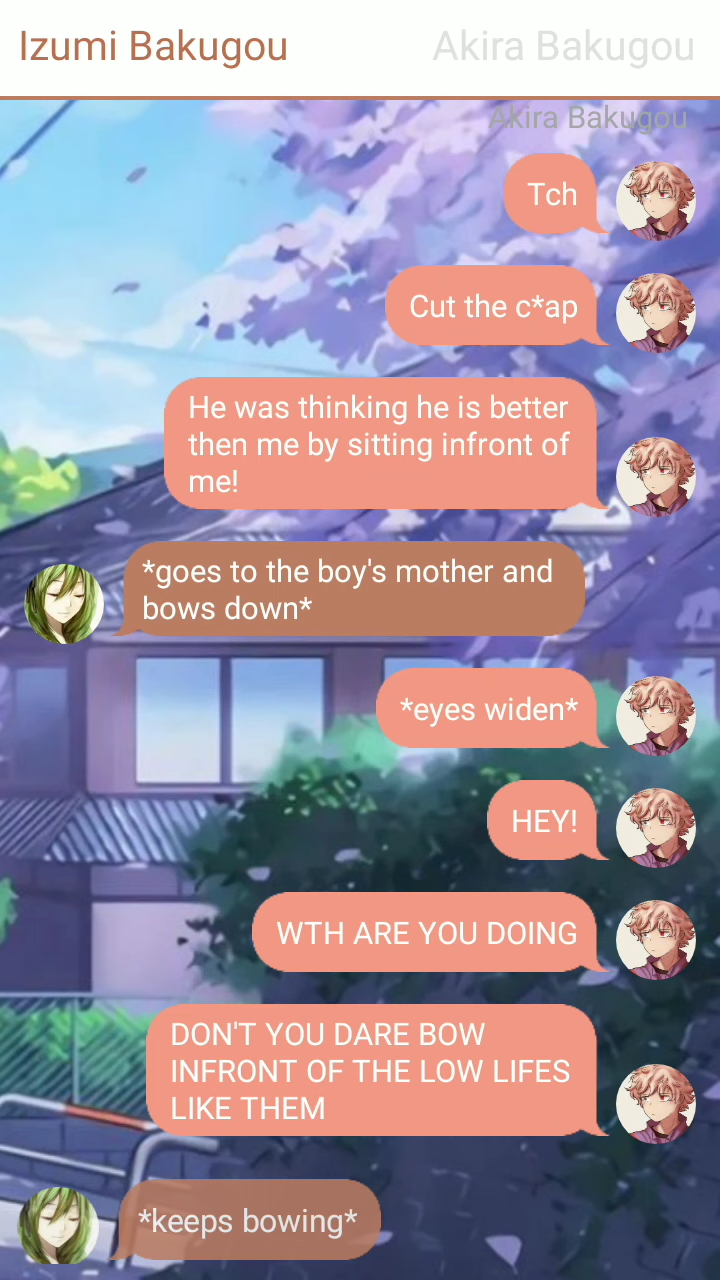 Izumi Bakugou
Akira Bakugou
Akira Bakugou
Tch
Cut the c*ap
He was thinking he is better
then me by sitting infront of
me!
*goes to the boy's mother and
bows down*
*eyes widen*
HEY!
WTH ARE YOU DOING
DON'T YOU DARE BOW
INFRONT OF THE LOW LIFES
LIKE THEM
*keeps bowing*